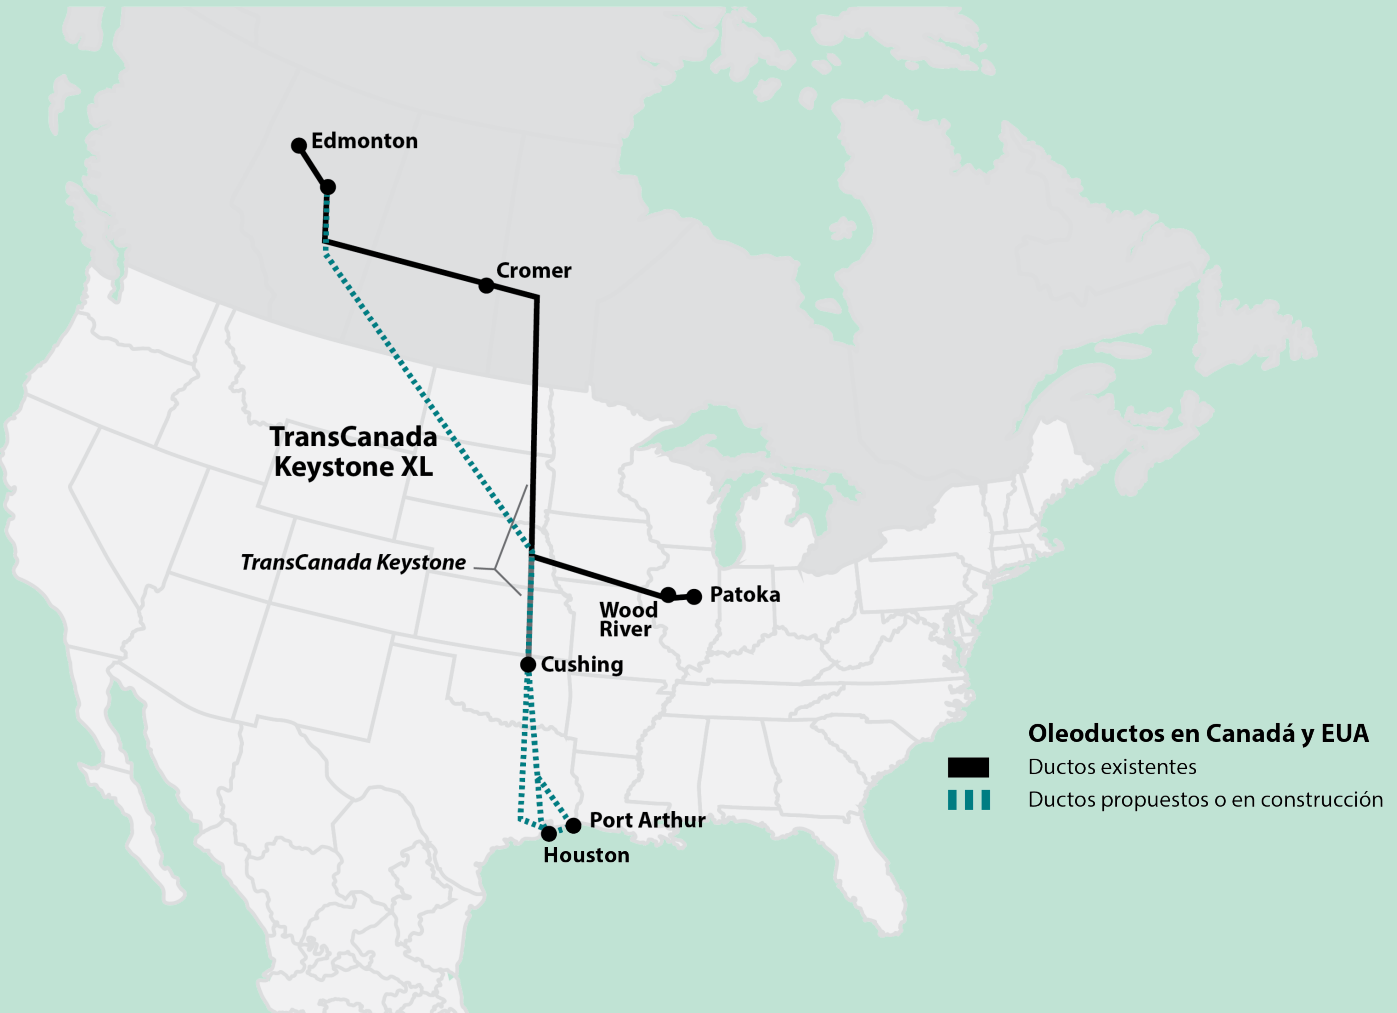 Edmonton
Cromer
TransCanada
Keystone XL
TransCanada Keystone
Wood
River
Patoka
Cushing
Port Arthur
Houston
Oleoductos en Canadá y EUA
Ductos existentes
Ductos propuestos o en construcción